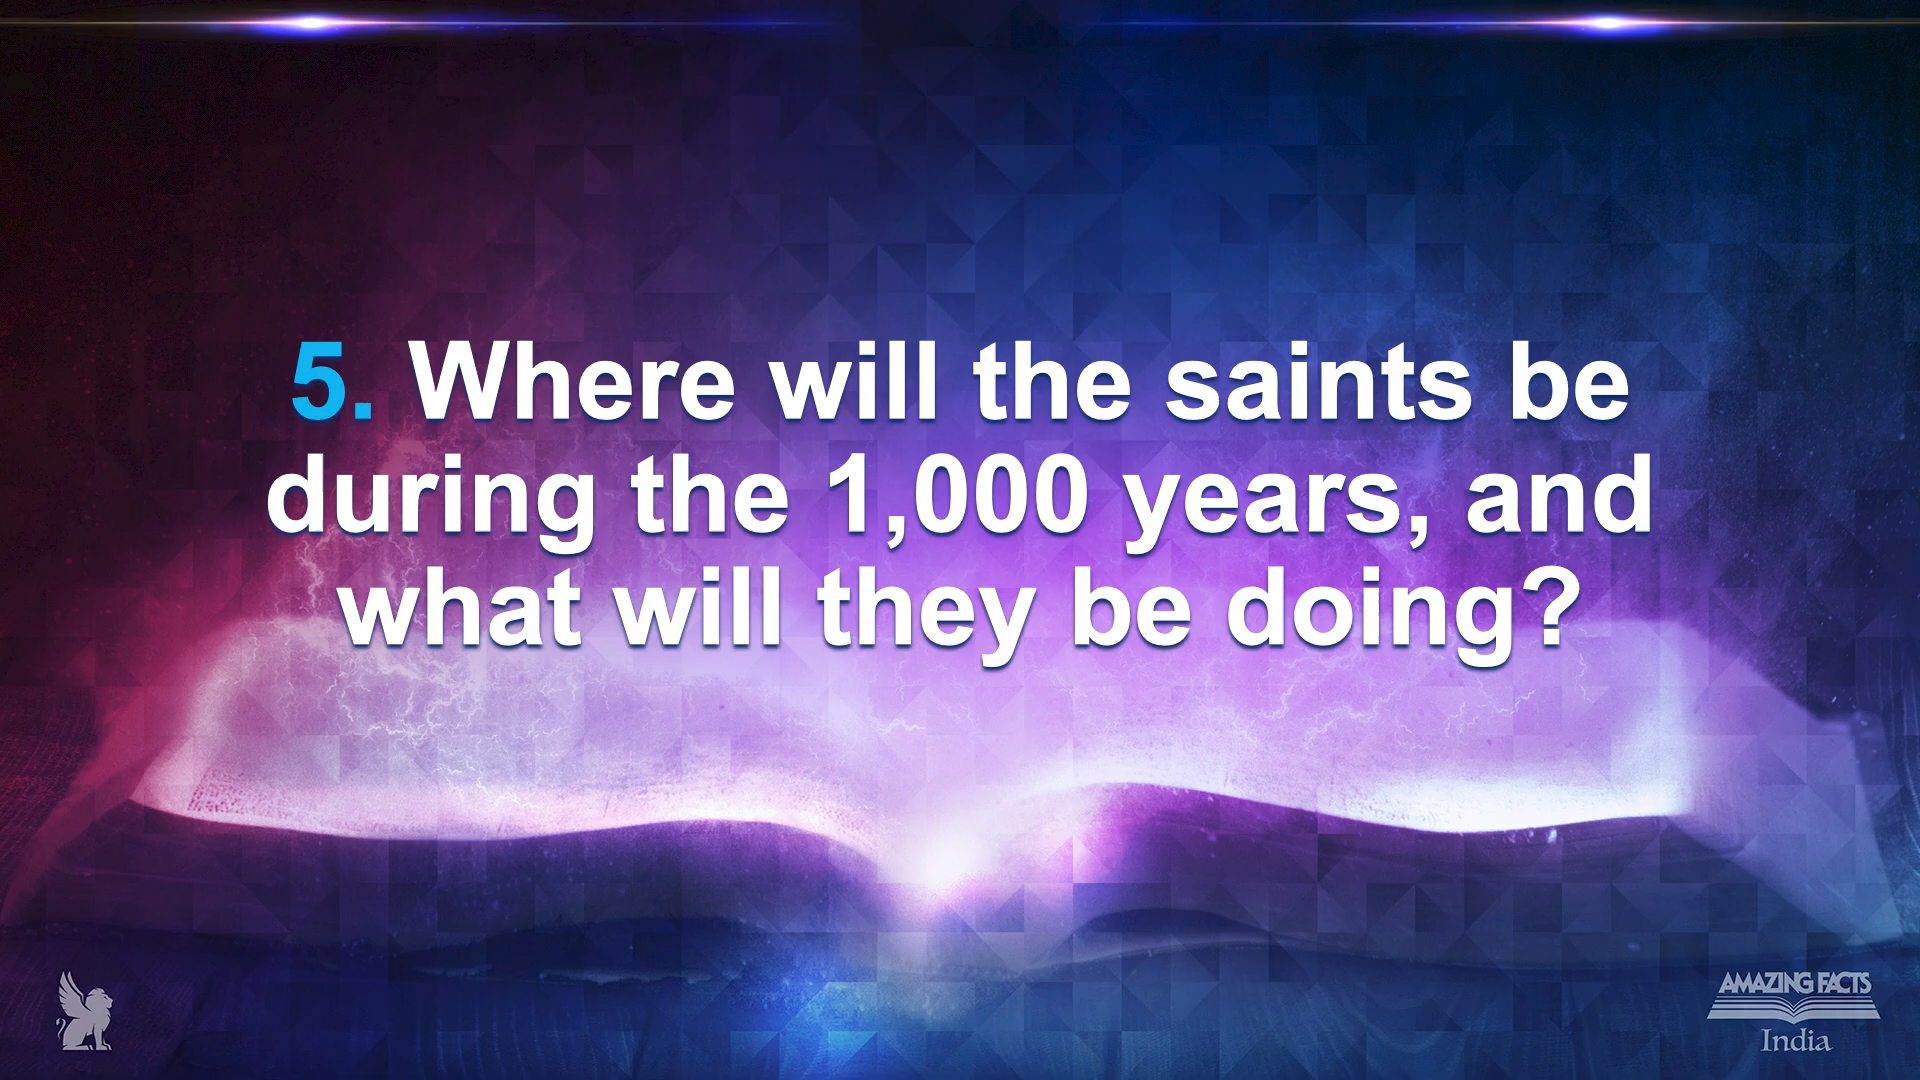 5. Where will the saints be
during the 1,000 years, and
what will they be doing?
AMAZING FACTS
India